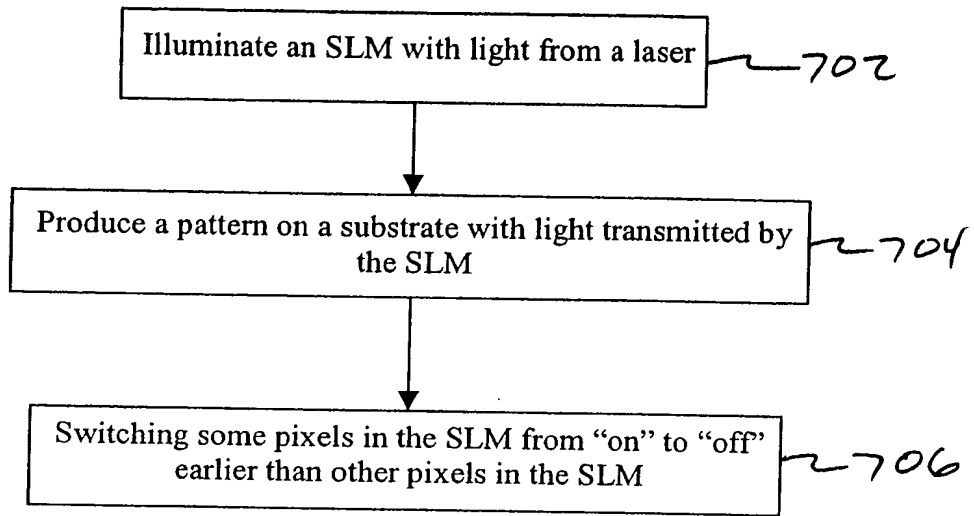 Illuminate an SLM with light from a laser
702
Produce a pattern on a substrate with light transmitted by
the SLM
704
Switching some pixels in the SLM from “on” to “off”
earlier than other pixels in the SLM
706